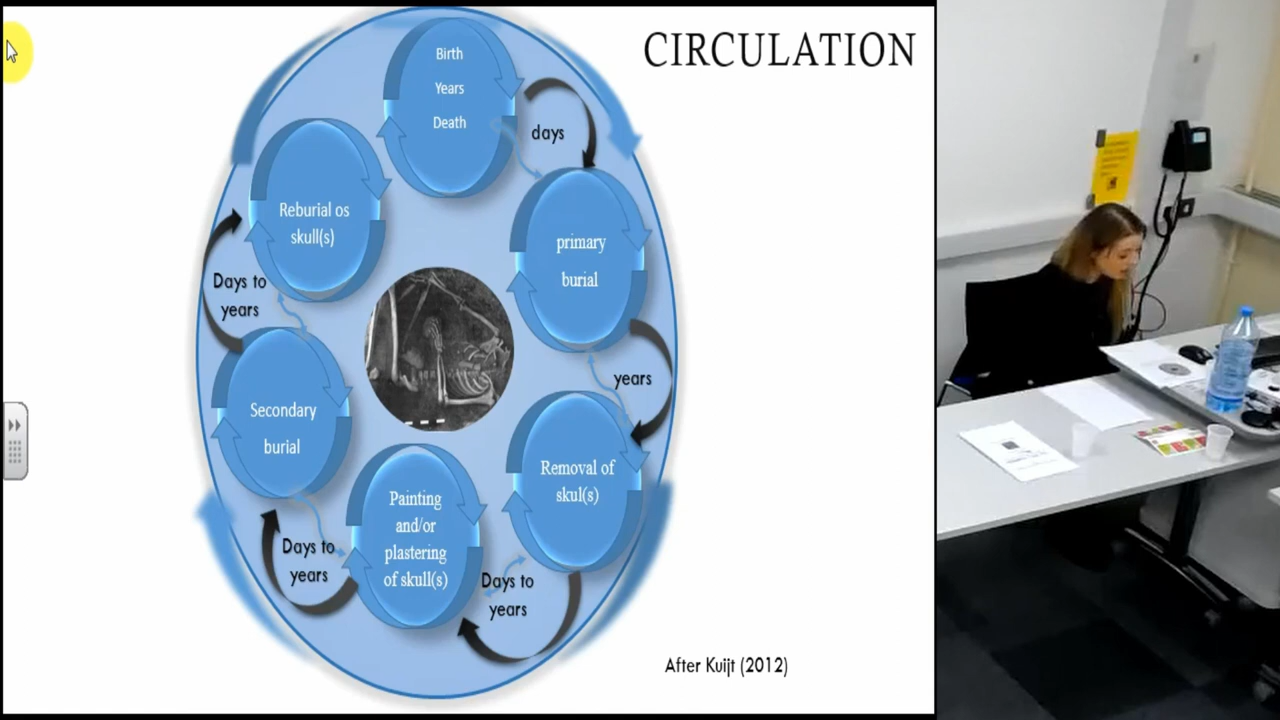 CIRCULATION
Birth
Years
Death
days
primary
burial
years
Removal of
skul(s)
Days to
years
Painting
and/or
plastering
of skull(s)
Days to
years
Secondary
burial
Days to
years
Reburial os
skull(s)
After Kuijt (2012)